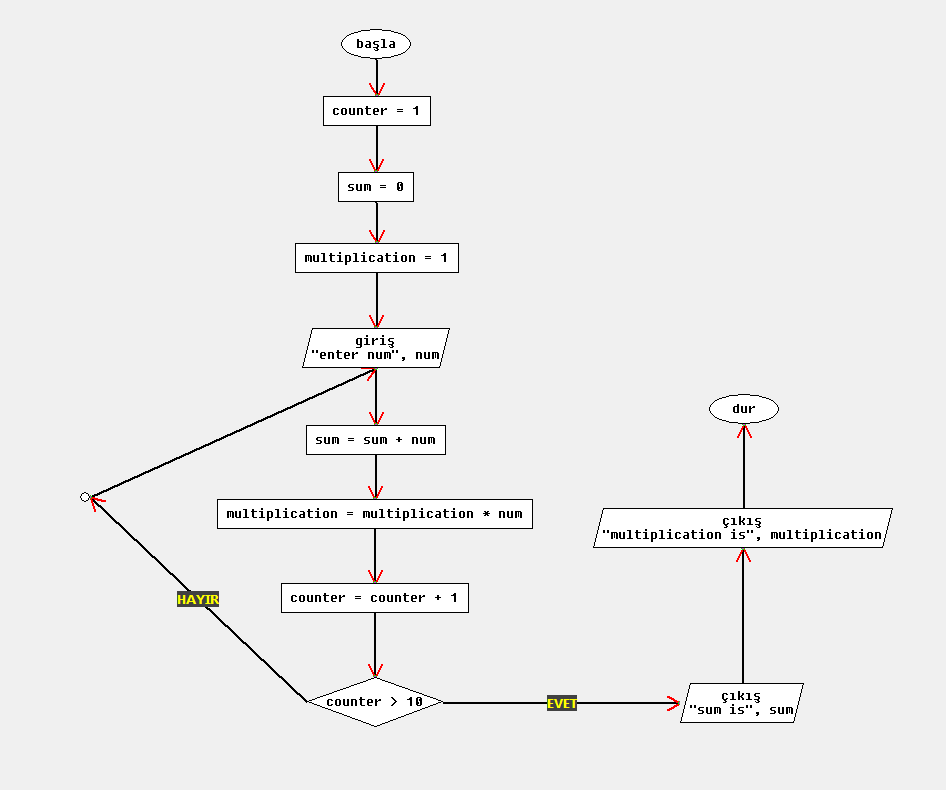 başla
counter = 1
sum = 0
multiplication = 1
giriş
"enter num", num
sum = sum + num
multiplication = multiplication * num
counter = counter + 1
HAYIR
counter > 10
EVET
çıkış
"sum is", sum
çıkış
"multiplication is", multiplication
dur